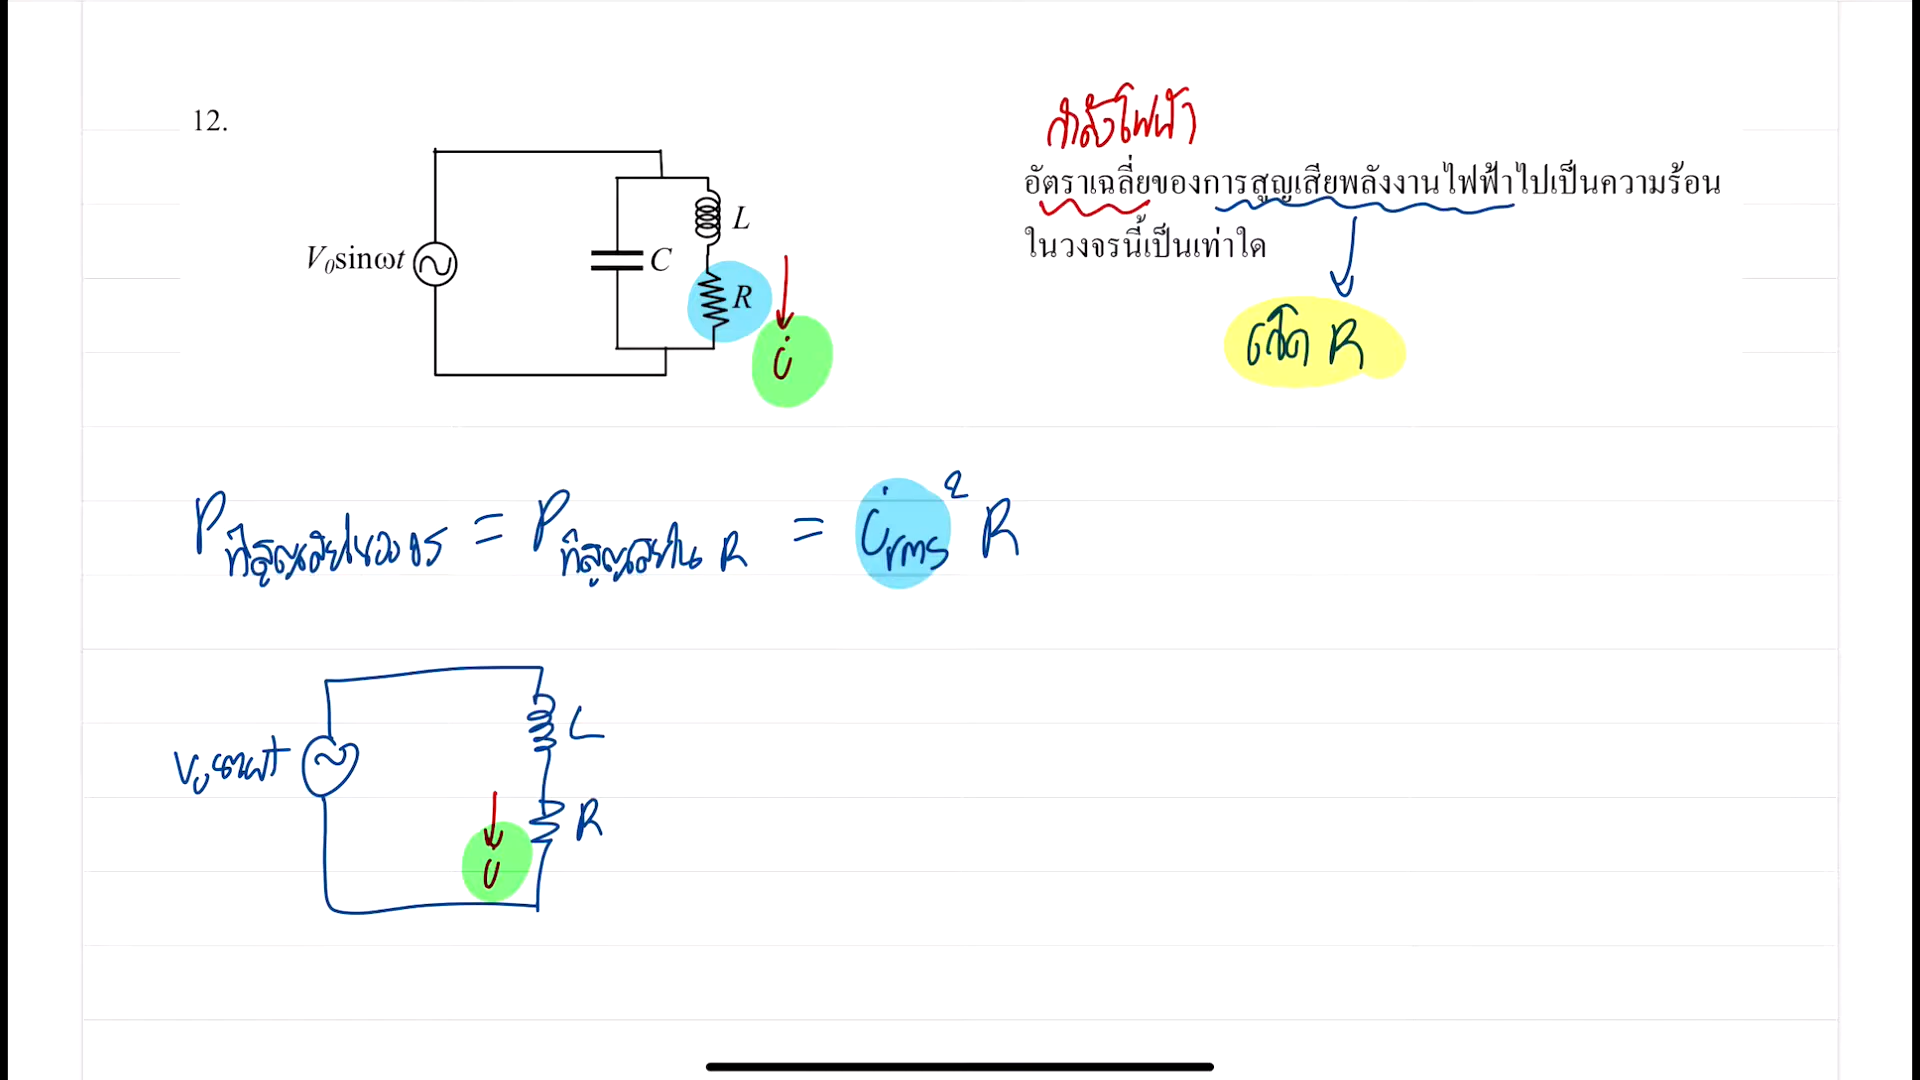 12.
กำลังไฟฟ้า
อัตราเฉลี่ยของการสูญเสียพลังงานไฟฟ้าไปเป็นความร้อน
ในวงจรนี้เป็นเท่าใด
V₀sinωt
C
L
R
i
เกิด R
P ที่สูญเสียในวงจร = P ที่สูญเสียใน R = i_rms² R
V₀sinωt
L
R
i